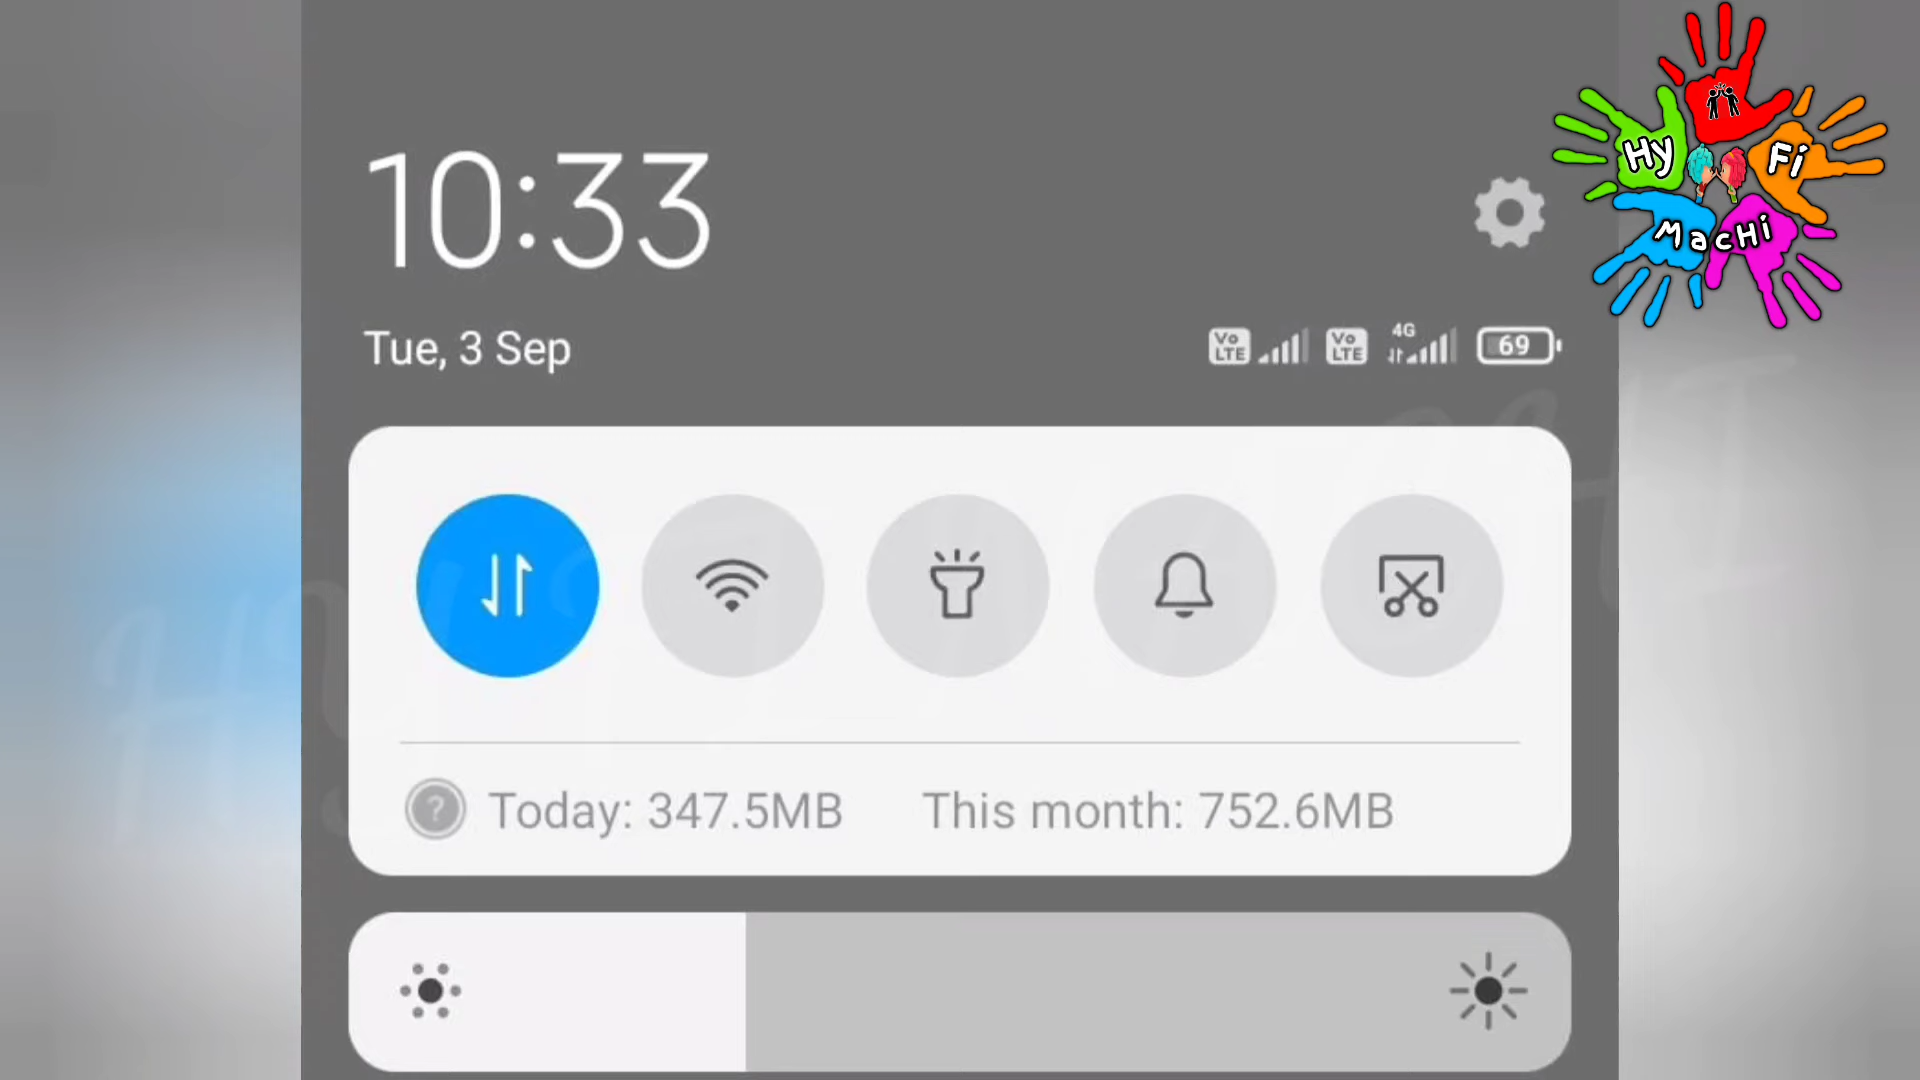 10:33
Tue, 3 Sep
Vo LTE
Vo LTE
4G
69
Today: 347.5MB
This month: 752.6MB
Hy
Fi
MacHi